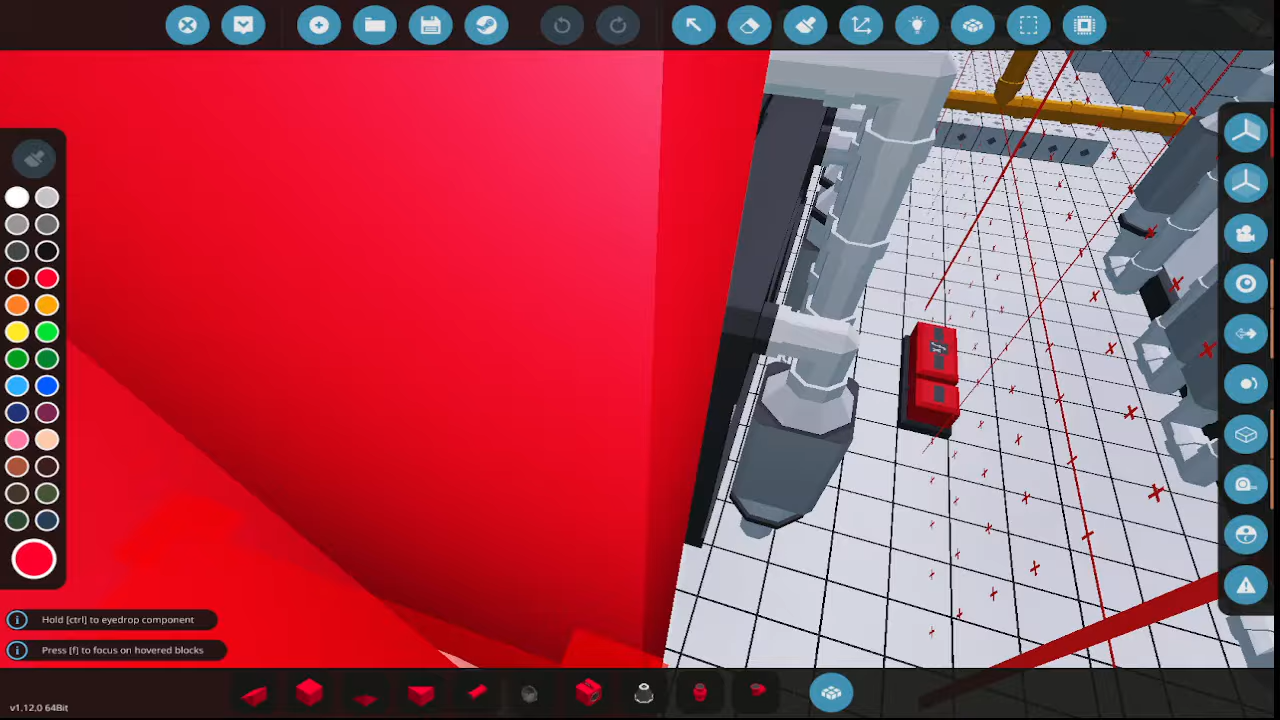 Hold [ctrl] to eyedrop component
Press [f] to focus on hovered blocks
v1.12.0 64Bit